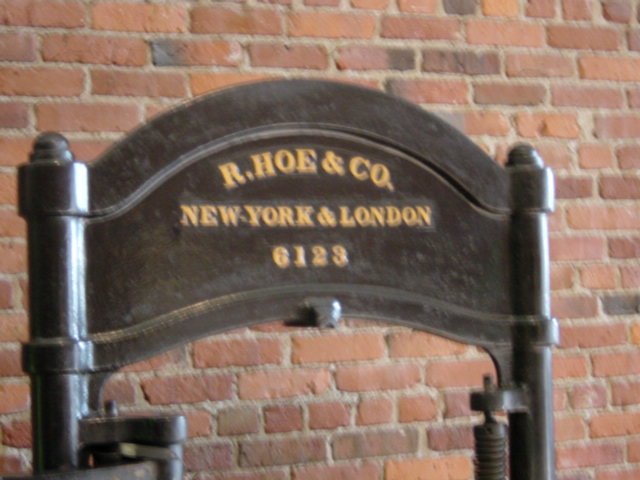 R. HOE & CO.
NEW-YORK & LONDON
6123